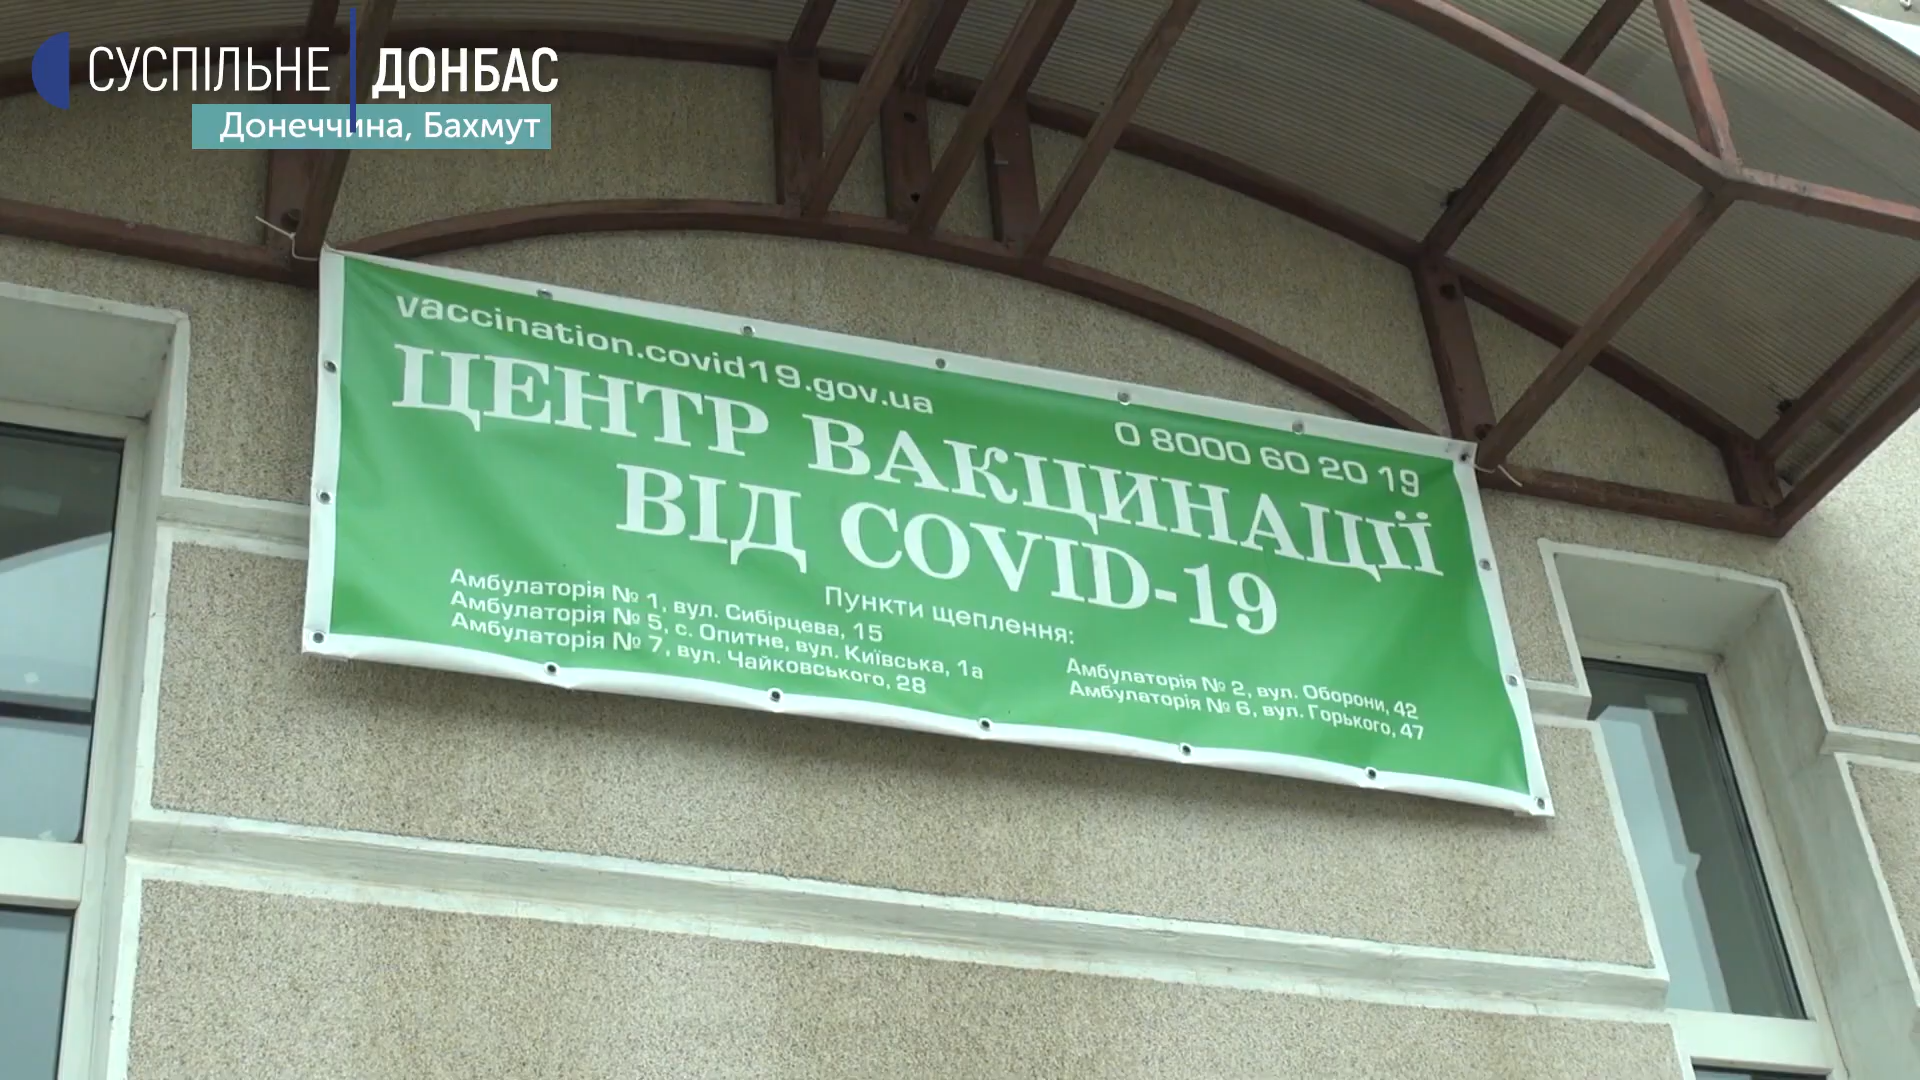 СУСПІЛЬНЕ ДОНБАС
Донеччина, Бахмут
vaccination.covid19.gov.ua
0 8000 60 20 19
ЦЕНТР ВАКЦИНАЦІЇ
ВІД COVID-19
Пункти щеплення:
Амбулаторія № 1, вул. Сибірцева, 15
Амбулаторія № 5, с. Опитне, вул. Київська, 1а
Амбулаторія № 7, вул. Чайковського, 28
Амбулаторія № 2, вул. Оборони, 42
Амбулаторія № 6, вул. Горького, 47